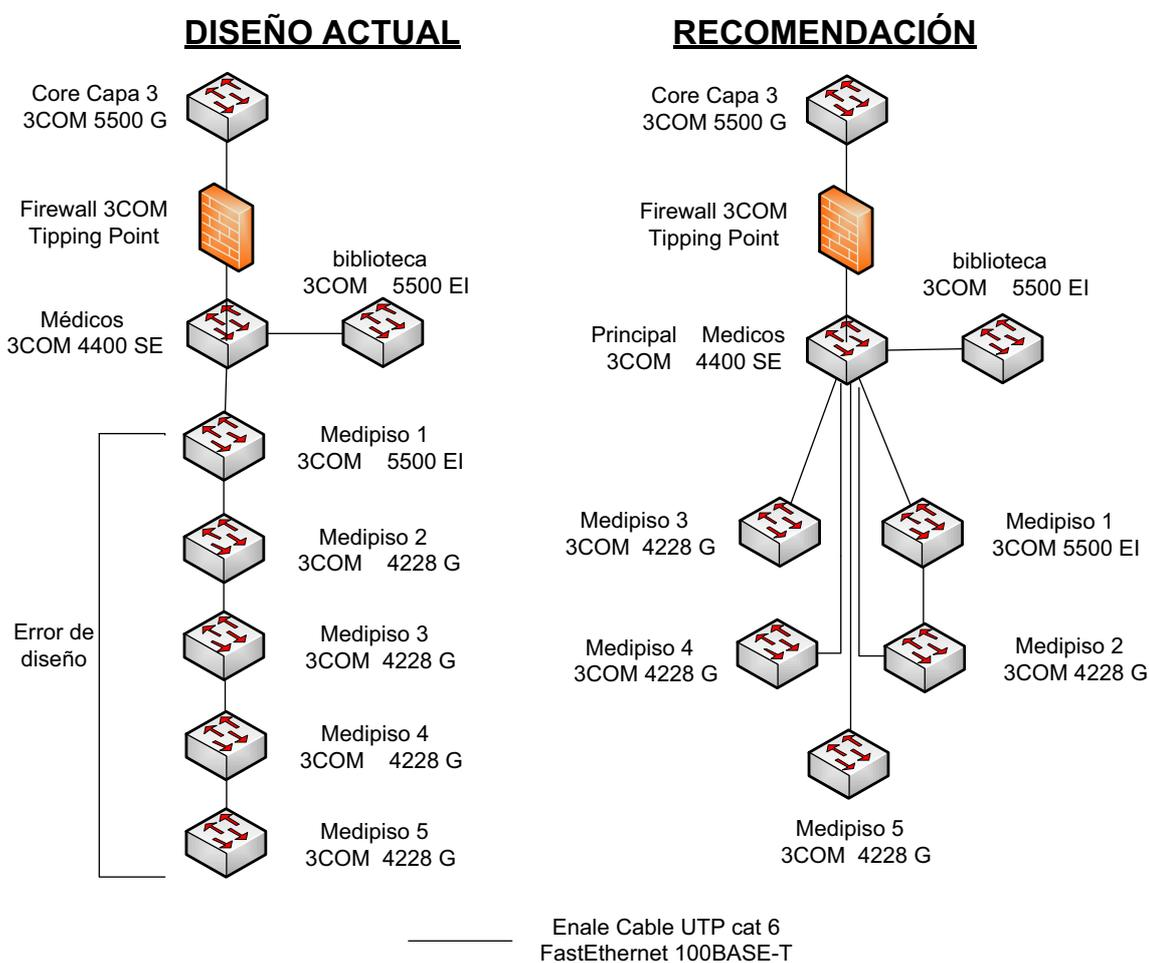 DISEÑO ACTUAL
Core Capa 3
3COM 5500 G
Firewall 3COM
Tipping Point
biblioteca
3COM 5500 EI
Médicos
3COM 4400 SE
Medipiso 1
3COM 5500 EI
Medipiso 2
3COM 4228 G
Medipiso 3
3COM 4228 G
Error de
diseño
Medipiso 4
3COM 4228 G
Medipiso 5
3COM 4228 G
RECOMENDACIÓN
Core Capa 3
3COM 5500 G
Firewall 3COM
Tipping Point
biblioteca
3COM 5500 EI
Principal Medicos
3COM 4400 SE
Medipiso 3
3COM 4228 G
Medipiso 1
3COM 5500 EI
Medipiso 4
3COM 4228 G
Medipiso 2
3COM 4228 G
Medipiso 5
3COM 4228 G
Enale Cable UTP cat 6
FastEthernet 100BASE-T